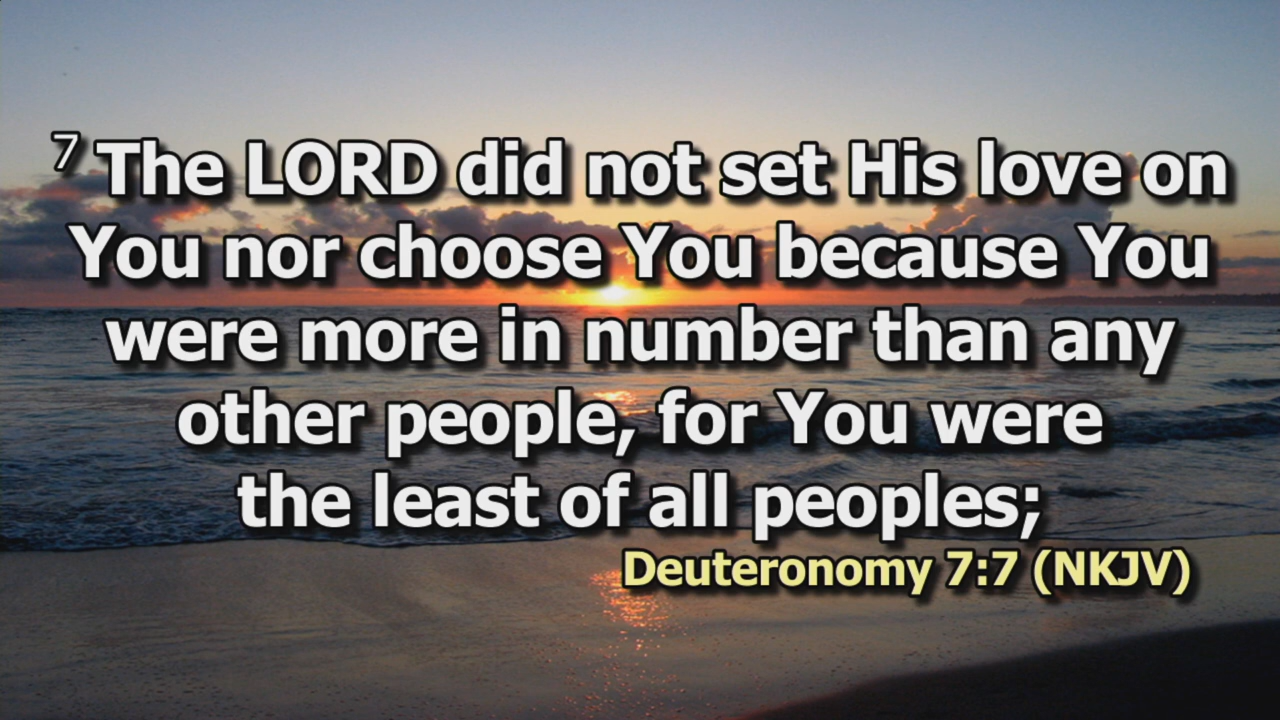 7 The LORD did not set His love on
You nor choose You because You
were more in number than any
other people, for You were
the least of all peoples;
Deuteronomy 7:7 (NKJV)